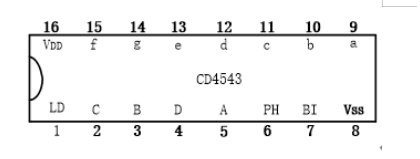 16 15 14 13 12 11 10 9
VDD f g e d c b a
CD4543
LD C B D A PH BI Vss
1 2 3 4 5 6 7 8